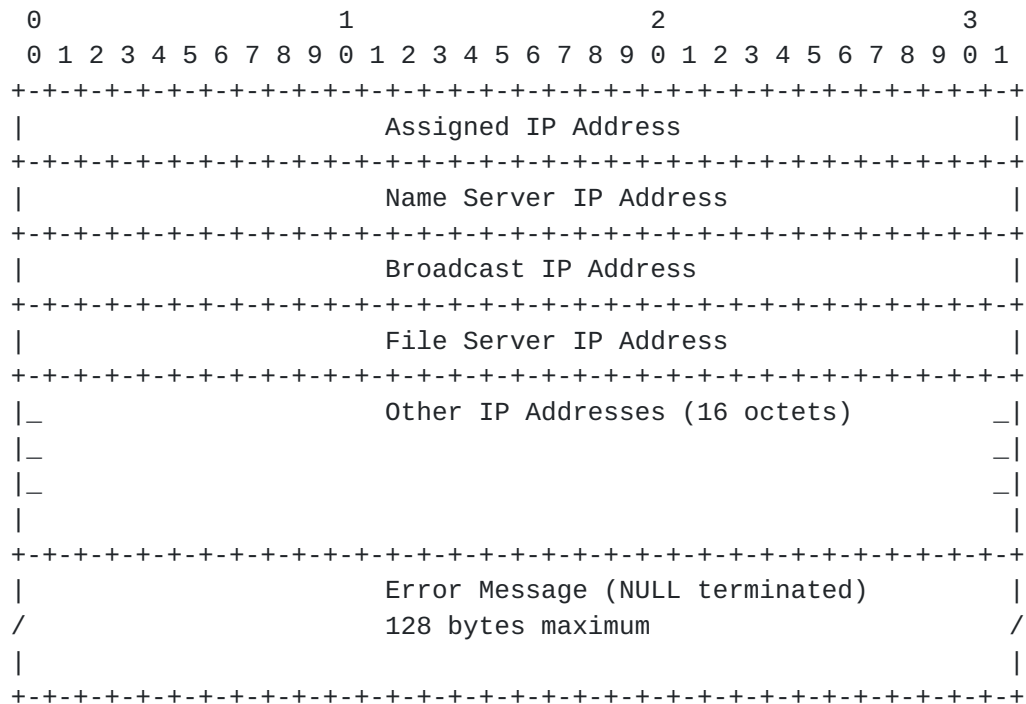 0                   1                   2                   3
 0 1 2 3 4 5 6 7 8 9 0 1 2 3 4 5 6 7 8 9 0 1 2 3 4 5 6 7 8 9 0 1
+-+-+-+-+-+-+-+-+-+-+-+-+-+-+-+-+-+-+-+-+-+-+-+-+-+-+-+-+-+-+-+-+
|                       Assigned IP Address                     |
+-+-+-+-+-+-+-+-+-+-+-+-+-+-+-+-+-+-+-+-+-+-+-+-+-+-+-+-+-+-+-+-+
|                       Name Server IP Address                  |
+-+-+-+-+-+-+-+-+-+-+-+-+-+-+-+-+-+-+-+-+-+-+-+-+-+-+-+-+-+-+-+-+
|                       Broadcast IP Address                    |
+-+-+-+-+-+-+-+-+-+-+-+-+-+-+-+-+-+-+-+-+-+-+-+-+-+-+-+-+-+-+-+-+
|                       File Server IP Address                  |
+-+-+-+-+-+-+-+-+-+-+-+-+-+-+-+-+-+-+-+-+-+-+-+-+-+-+-+-+-+-+-+-+
|_                      Other IP Addresses (16 octets)         _|
|_                                                             _|
|_                                                             _|
|                                                               |
+-+-+-+-+-+-+-+-+-+-+-+-+-+-+-+-+-+-+-+-+-+-+-+-+-+-+-+-+-+-+-+-+
|                       Error Message (NULL terminated)         |
/                       128 bytes maximum                       /
|                                                               |
+-+-+-+-+-+-+-+-+-+-+-+-+-+-+-+-+-+-+-+-+-+-+-+-+-+-+-+-+-+-+-+-+